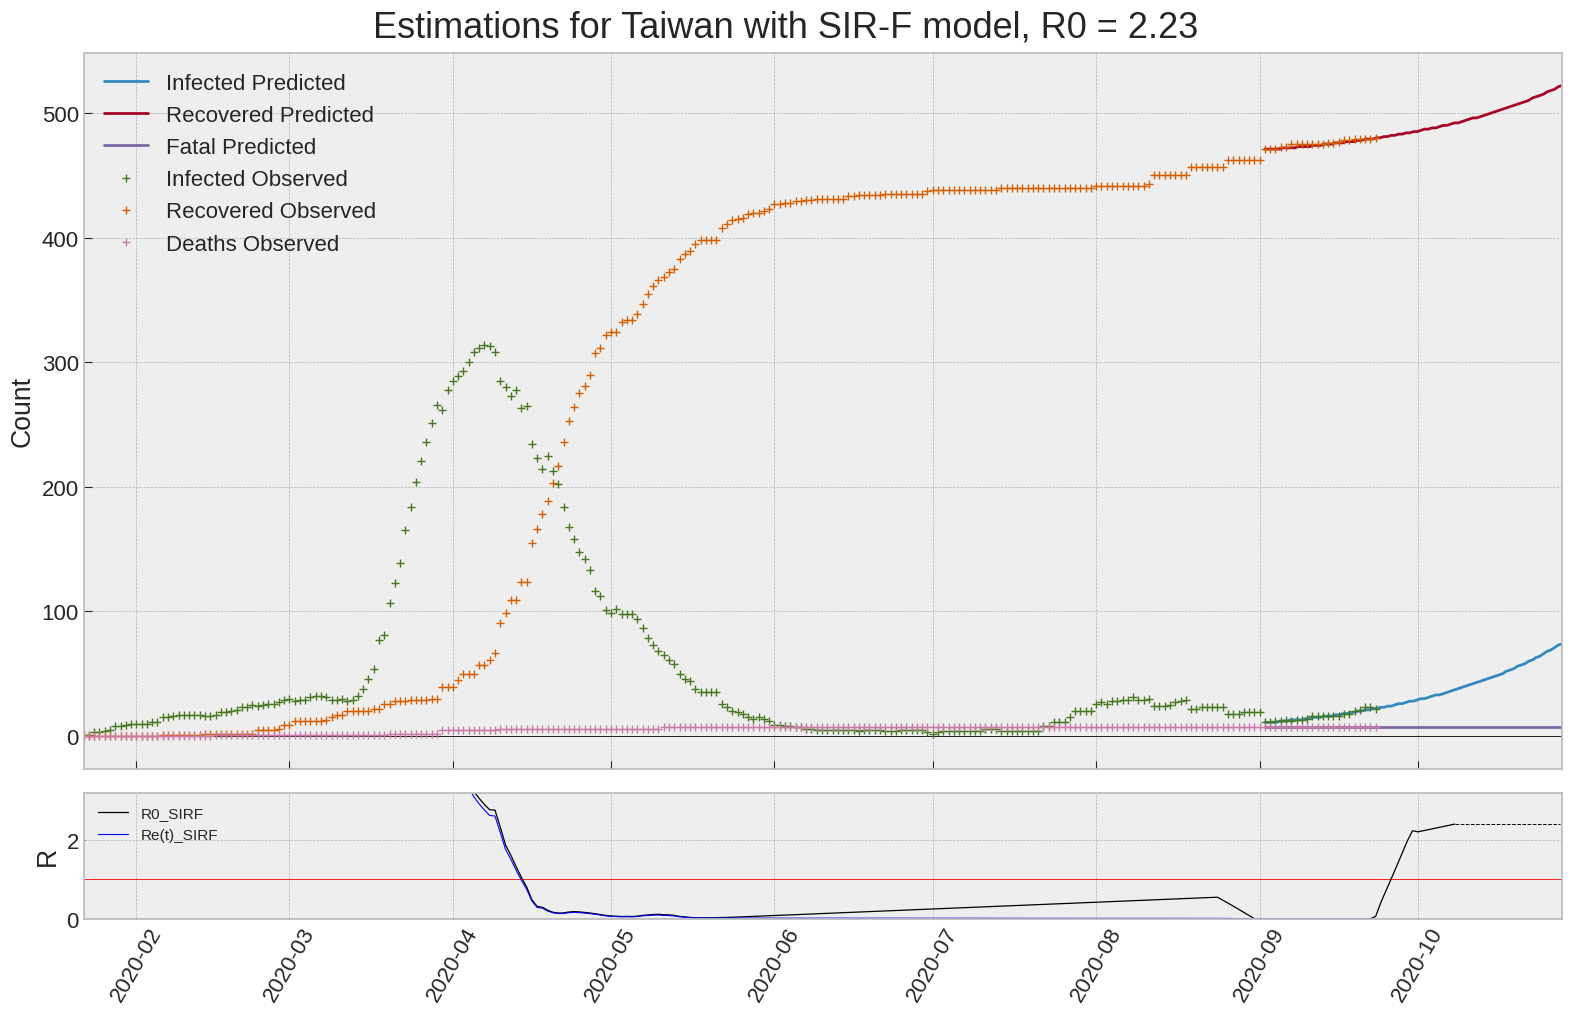 Estimations for Taiwan with SIR-F model, R0 = 2.23
Infected Predicted
Recovered Predicted
Fatal Predicted
Infected Observed
Recovered Observed
Deaths Observed
500
400
300
200
100
0
Count
R0_SIRF
Re(t)_SIRF
2
0
R
2020-02
2020-03
2020-04
2020-05
2020-06
2020-07
2020-08
2020-09
2020-10